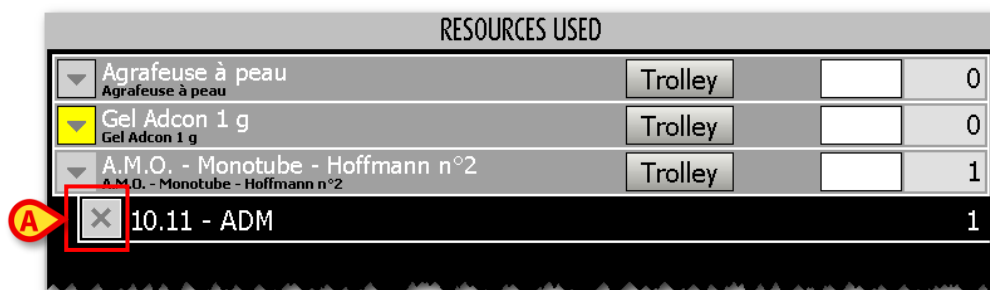 RESOURCES USED
Agrafeuse à peau Trolley 0
Agrafeuse à peau
Gel Adcon 1 g Trolley 0
Gel Adcon 1 g
A.M.O. - Monotube - Hoffmann n°2 Trolley 1
A.M.O. - Monotube - Hoffmann n°2
A 10.11 - ADM 1